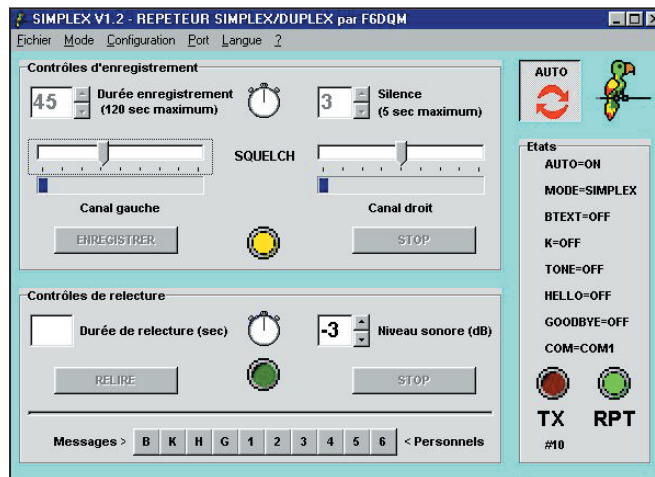 SIMPLEX V1.2 - REPETEUR SIMPLEX/DUPLEX par F6DQM
Fichier Mode Configuration Port Langue ?
Contrôles d'enregistrement
45 Durée enregistrement
(120 sec maximum)
3 Silence
(5 sec maximum)
SQUELCH
Canal gauche
Canal droit
ENREGISTRER
STOP
Contrôles de relecture
Durée de relecture (sec)
-3 Niveau sonore (dB)
RELIRE
STOP
Messages > B K H G 1 2 3 4 5 6 < Personnels
AUTO
Etats
AUTO=ON
MODE=SIMPLEX
BTEXT=OFF
K=OFF
TONE=OFF
HELLO=OFF
GOODBYE=OFF
COM=COM1
TX RPT
#10